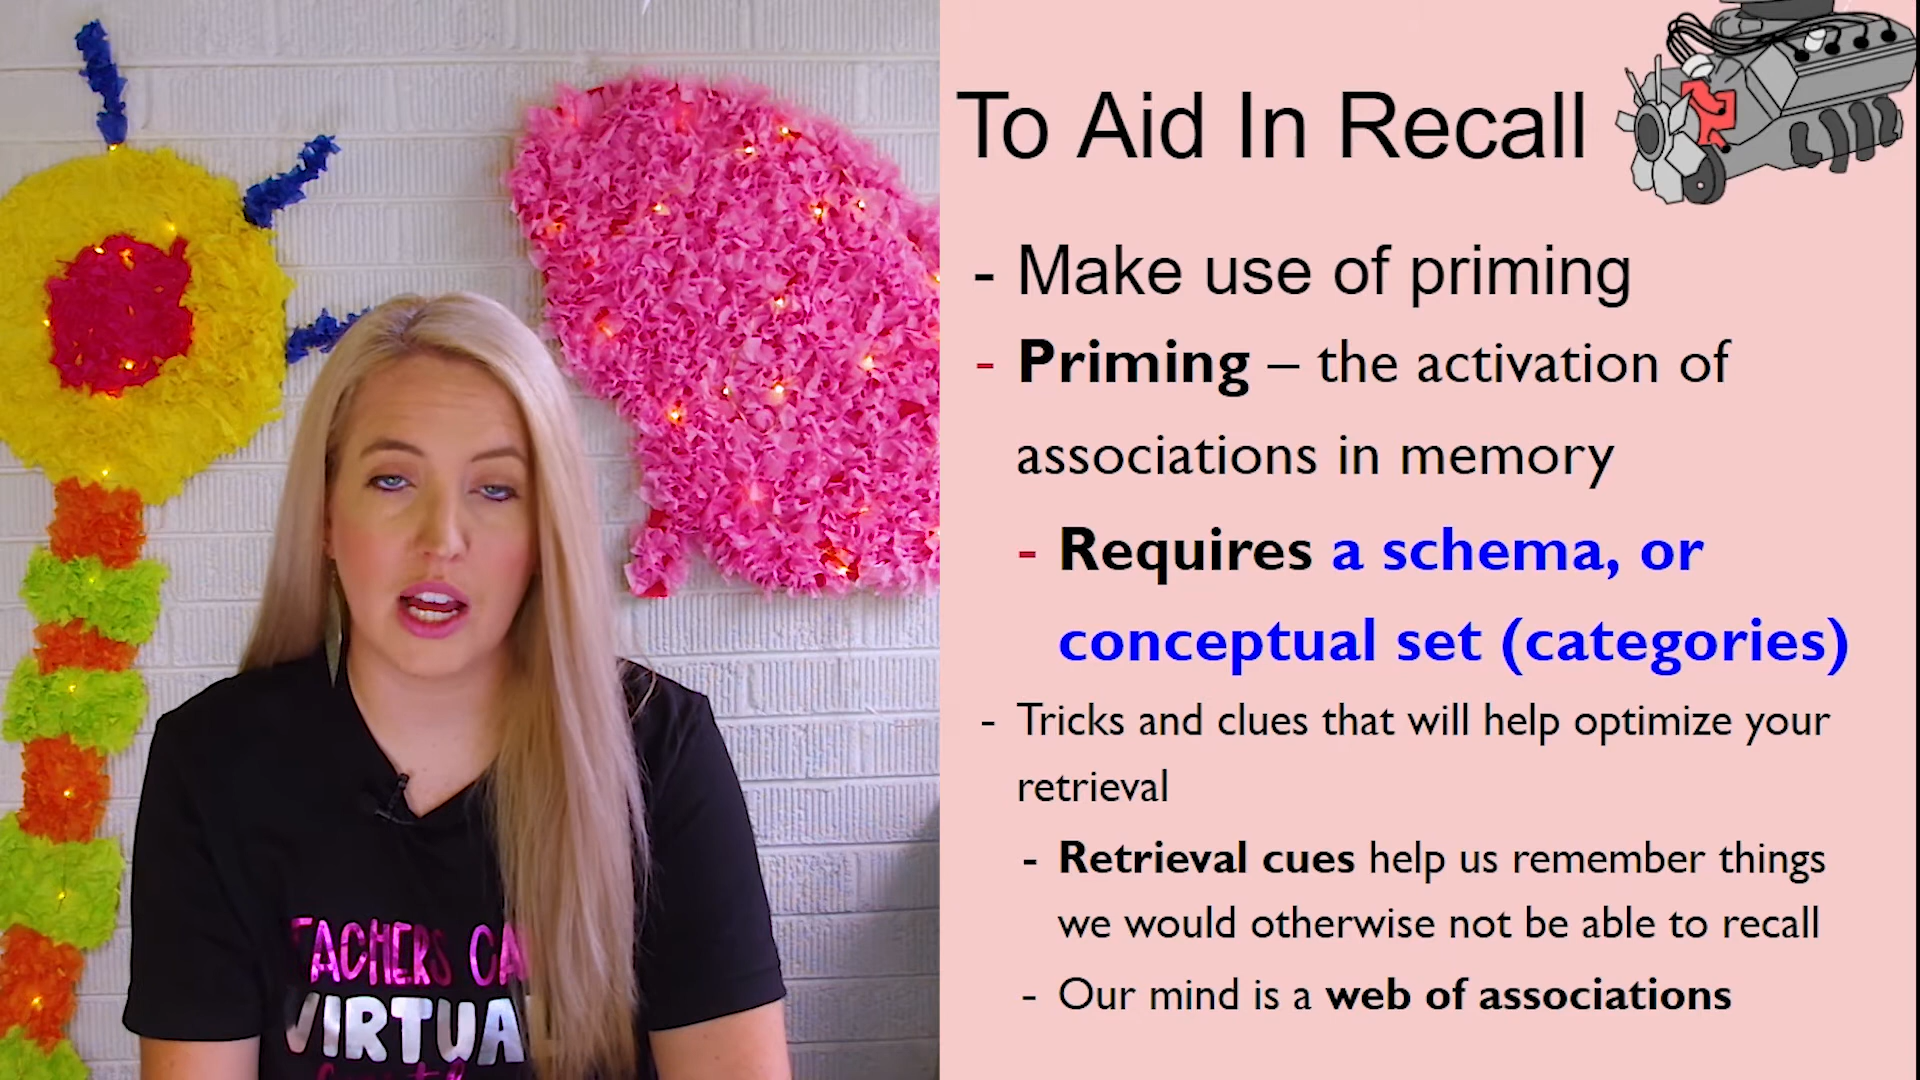 To Aid In Recall
- Make use of priming
- Priming – the activation of
associations in memory
- Requires a schema, or
conceptual set (categories)
- Tricks and clues that will help optimize your
retrieval
- Retrieval cues help us remember things
we would otherwise not be able to recall
- Our mind is a web of associations
EACHERS CA
VIRTUA